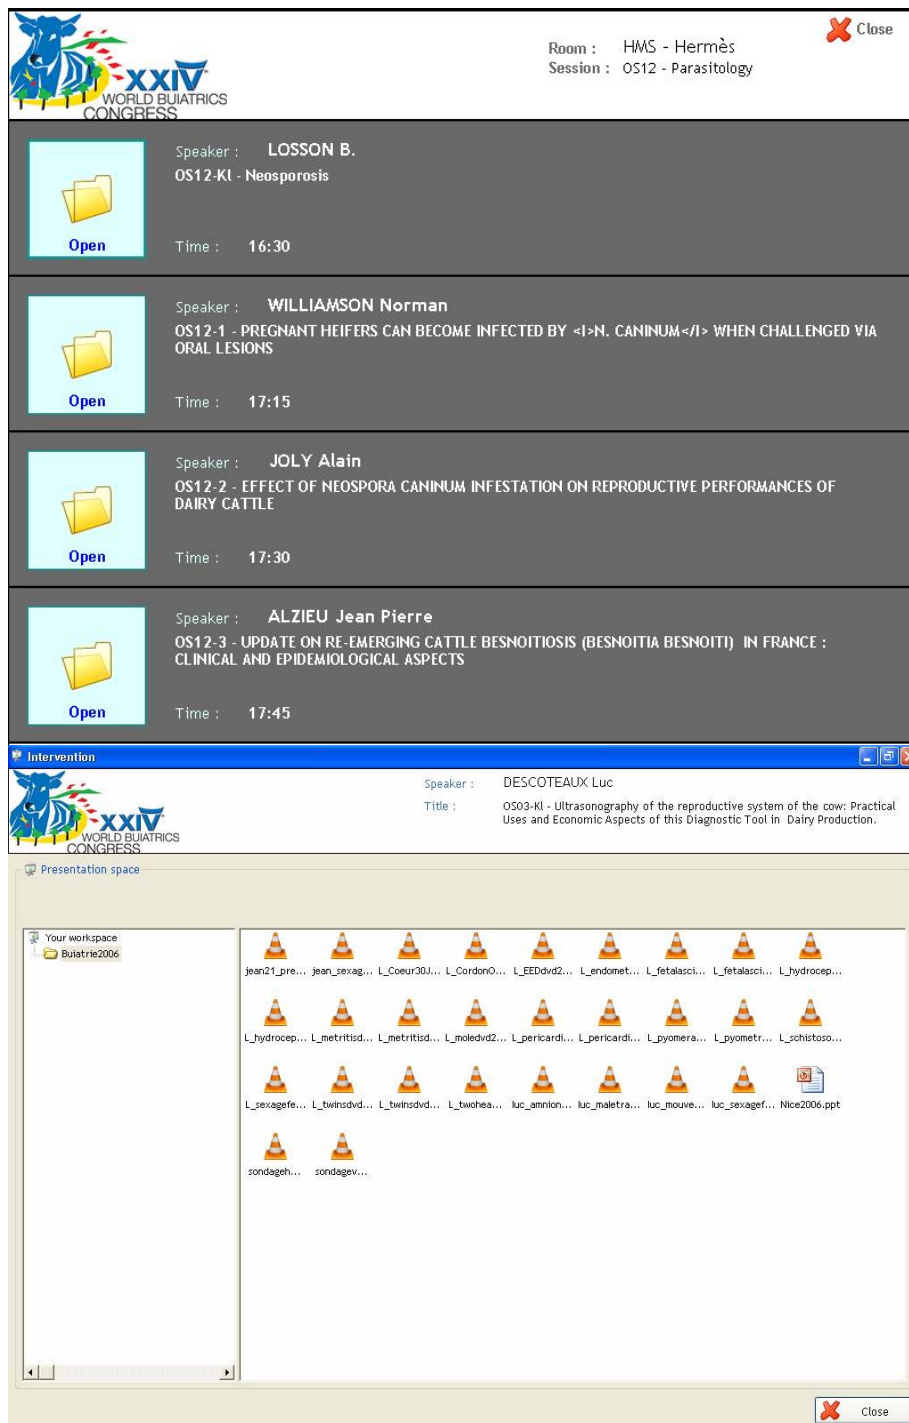 Close
Room : HMS - Hermès
Session : OS12 - Parasitology
XXIV
WORLD BUIATRICS
CONGRESS
Speaker : LOSSON B.
OS12-Kl - Neosporosis
Open
Time : 16:30
Speaker : WILLIAMSON Norman
OS12-1 - PREGNANT HEIFERS CAN BECOME INFECTED BY <I>N. CANINUM</I> WHEN CHALLENGED VIA
ORAL LESIONS
Open
Time : 17:15
Speaker : JOLY Alain
OS12-2 - EFFECT OF NEOSPORA CANINUM INFESTATION ON REPRODUCTIVE PERFORMANCES OF
DAIRY CATTLE
Open
Time : 17:30
Speaker : ALZIEU Jean Pierre
OS12-3 - UPDATE ON RE-EMERGING CATTLE BESNOITIOSIS (BESNOITIA BESNOITI) IN FRANCE :
CLINICAL AND EPIDEMIOLOGICAL ASPECTS
Open
Time : 17:45
Intervention
Speaker : DESCOTEAUX Luc
Title : OS03-Kl - Ultrasonography of the reproductive system of the cow: Practical
Uses and Economic Aspects of this Diagnostic Tool in Dairy Production.
XXIV
WORLD BUIATRICS
CONGRESS
Presentation space
Your workspace
Buiatrie2006
jean21_pre... jean_sexag... L_Coeur30J... L_CordonO... L_EEDdvd2... L_endomet... L_fetalasci... L_fetalasci... L_hydrocep...
L_hydrocep... L_metritisd... L_metritisd... L_moledvd2... L_pericardi... L_pericardi... L_pyomera... L_pyometr... L_schistoso...
L_sexagefe... L_twinsdvd... L_twinsdvd... L_twohea... luc_amnion... luc_maletra... luc_mouve... luc_sexagef... Nice2006.ppt
sondageh... sondagev...
Close